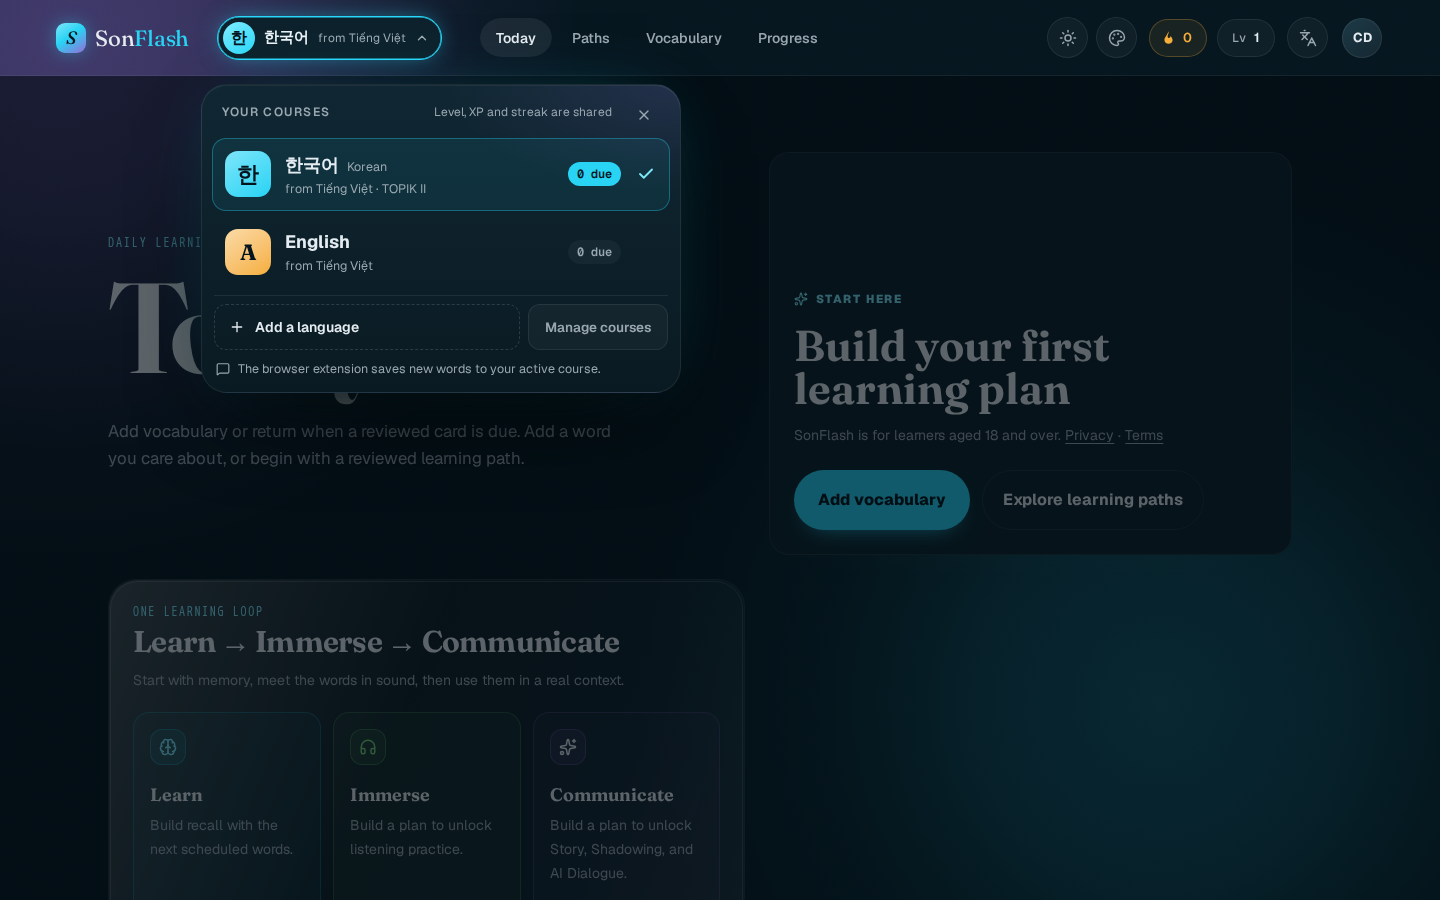 S SonFlash
한 한국어 from Tiếng Việt
Today Paths Vocabulary Progress
0
Lv 1
CD
YOUR COURSES Level, XP and streak are shared
한 한국어 Korean
from Tiếng Việt · TOPIK II
0 due
A English
from Tiếng Việt
0 due
Add a language
Manage courses
The browser extension saves new words to your active course.
DAILY LEARNI
Add vocabulary or return when a reviewed card is due. Add a word
you care about, or begin with a reviewed learning path.
START HERE
Build your first
learning plan
SonFlash is for learners aged 18 and over. Privacy · Terms
Add vocabulary Explore learning paths
ONE LEARNING LOOP
Learn → Immerse → Communicate
Start with memory, meet the words in sound, then use them in a real context.
Learn
Build recall with the
next scheduled words.
Immerse
Build a plan to unlock
listening practice.
Communicate
Build a plan to unlock
Story, Shadowing, and
AI Dialogue.